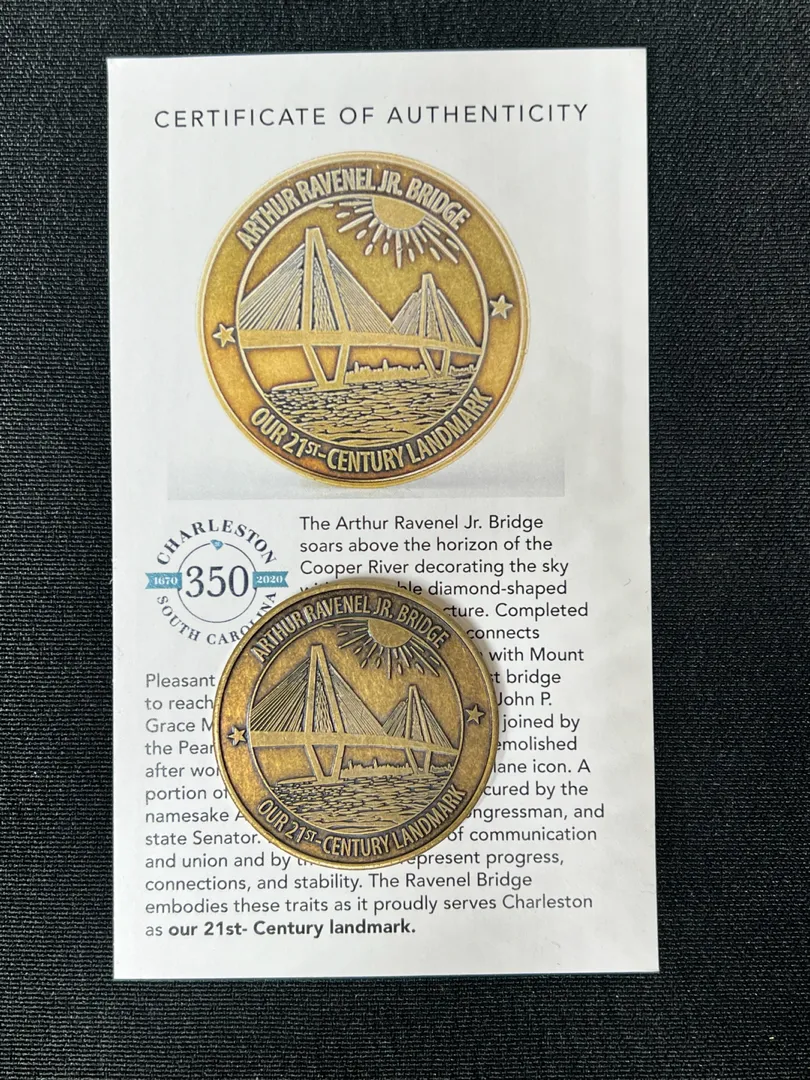 CERTIFICATE OF AUTHENTICITY
ARTHUR RAVENEL JR. BRIDGE
OUR 21ST-CENTURY LANDMARK
CHARLESTON
1670 350 2020
SOUTH CAROLINA
The Arthur Ravenel Jr. Bridge
soars above the horizon of the
Cooper River decorating the sky
diamond-shaped
Completed
connects
with Mount
Pleasant bridge
to reach John P.
Grace joined by
the
after icon. A
portion of by the
namesake and
state Senator. of communication
and union and by represent progress,
connections, and stability. The Ravenel Bridge
embodies these traits as it proudly serves Charleston
as our 21st- Century landmark.
ARTHUR RAVENEL JR. BRIDGE
OUR 21ST-CENTURY LANDMARK